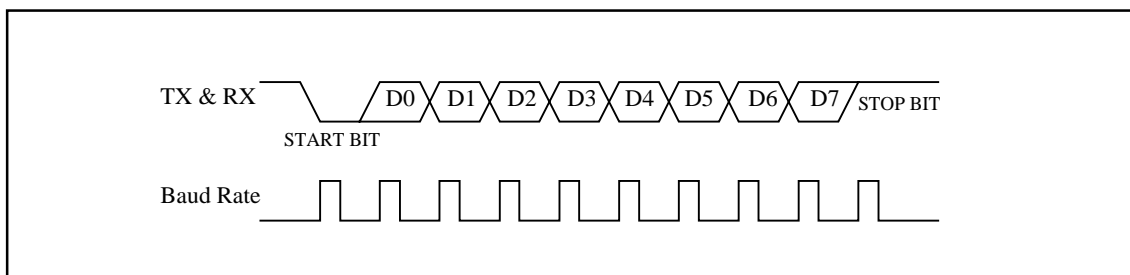 TX & RX D0 D1 D2 D3 D4 D5 D6 D7 STOP BIT
START BIT
Baud Rate